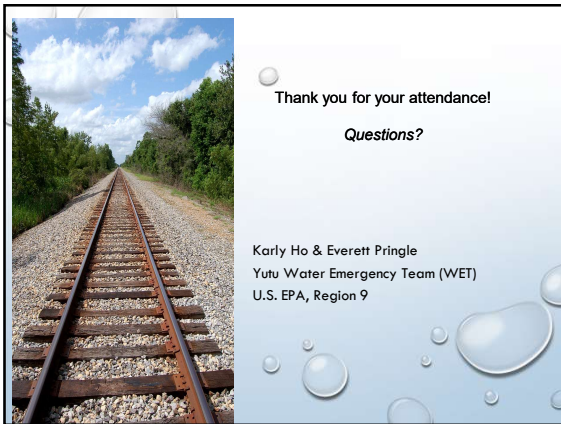 Thank you for your attendance!
Questions?
Karly Ho & Everett Pringle
Yutu Water Emergency Team (WET)
U.S. EPA, Region 9